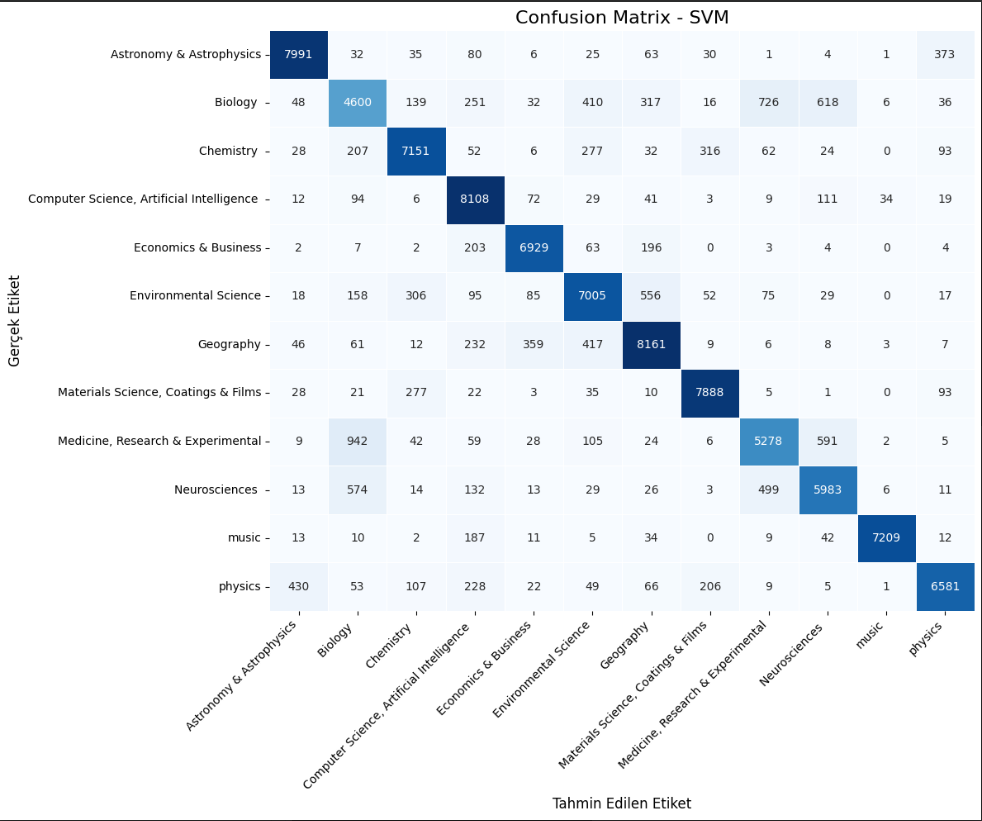 Confusion Matrix - SVM
Gerçek Etiket
Astronomy & Astrophysics 7991 32 35 80 6 25 63 30 1 4 1 373
Biology 48 4600 139 251 32 410 317 16 726 618 6 36
Chemistry 28 207 7151 52 6 277 32 316 62 24 0 93
Computer Science, Artificial Intelligence 12 94 6 8108 72 29 41 3 9 111 34 19
Economics & Business 2 7 2 203 6929 63 196 0 3 4 0 4
Environmental Science 18 158 306 95 85 7005 556 52 75 29 0 17
Geography 46 61 12 232 359 417 8161 9 6 8 3 7
Materials Science, Coatings & Films 28 21 277 22 3 35 10 7888 5 1 0 93
Medicine, Research & Experimental 9 942 42 59 28 105 24 6 5278 591 2 5
Neurosciences 13 574 14 132 13 29 26 3 499 5983 6 11
music 13 10 2 187 11 5 34 0 9 42 7209 12
physics 430 53 107 228 22 49 66 206 9 5 1 6581
Astronomy & Astrophysics
Biology
Chemistry
Computer Science, Artificial Intelligence
Economics & Business
Environmental Science
Geography
Materials Science, Coatings & Films
Medicine, Research & Experimental
Neurosciences
music
physics
Tahmin Edilen Etiket